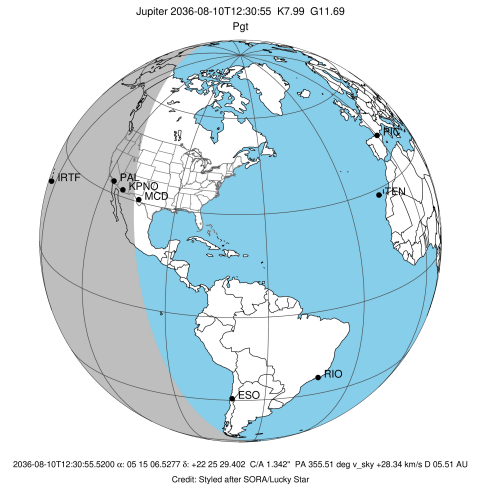 Jupiter 2036-08-10T12:30:55 K7.99 G11.69
Pgt
PIC
IRTF
PAL
KPNO
MCD
TEN
RIO
ESO
2036-08-10T12:30:55.5200 α: 05 15 06.5277 δ: +22 25 29.402 C/A 1.342" PA 355.51 deg v_sky +28.34 km/s D 05.51 AU
Credit: Styled after SORA/Lucky Star